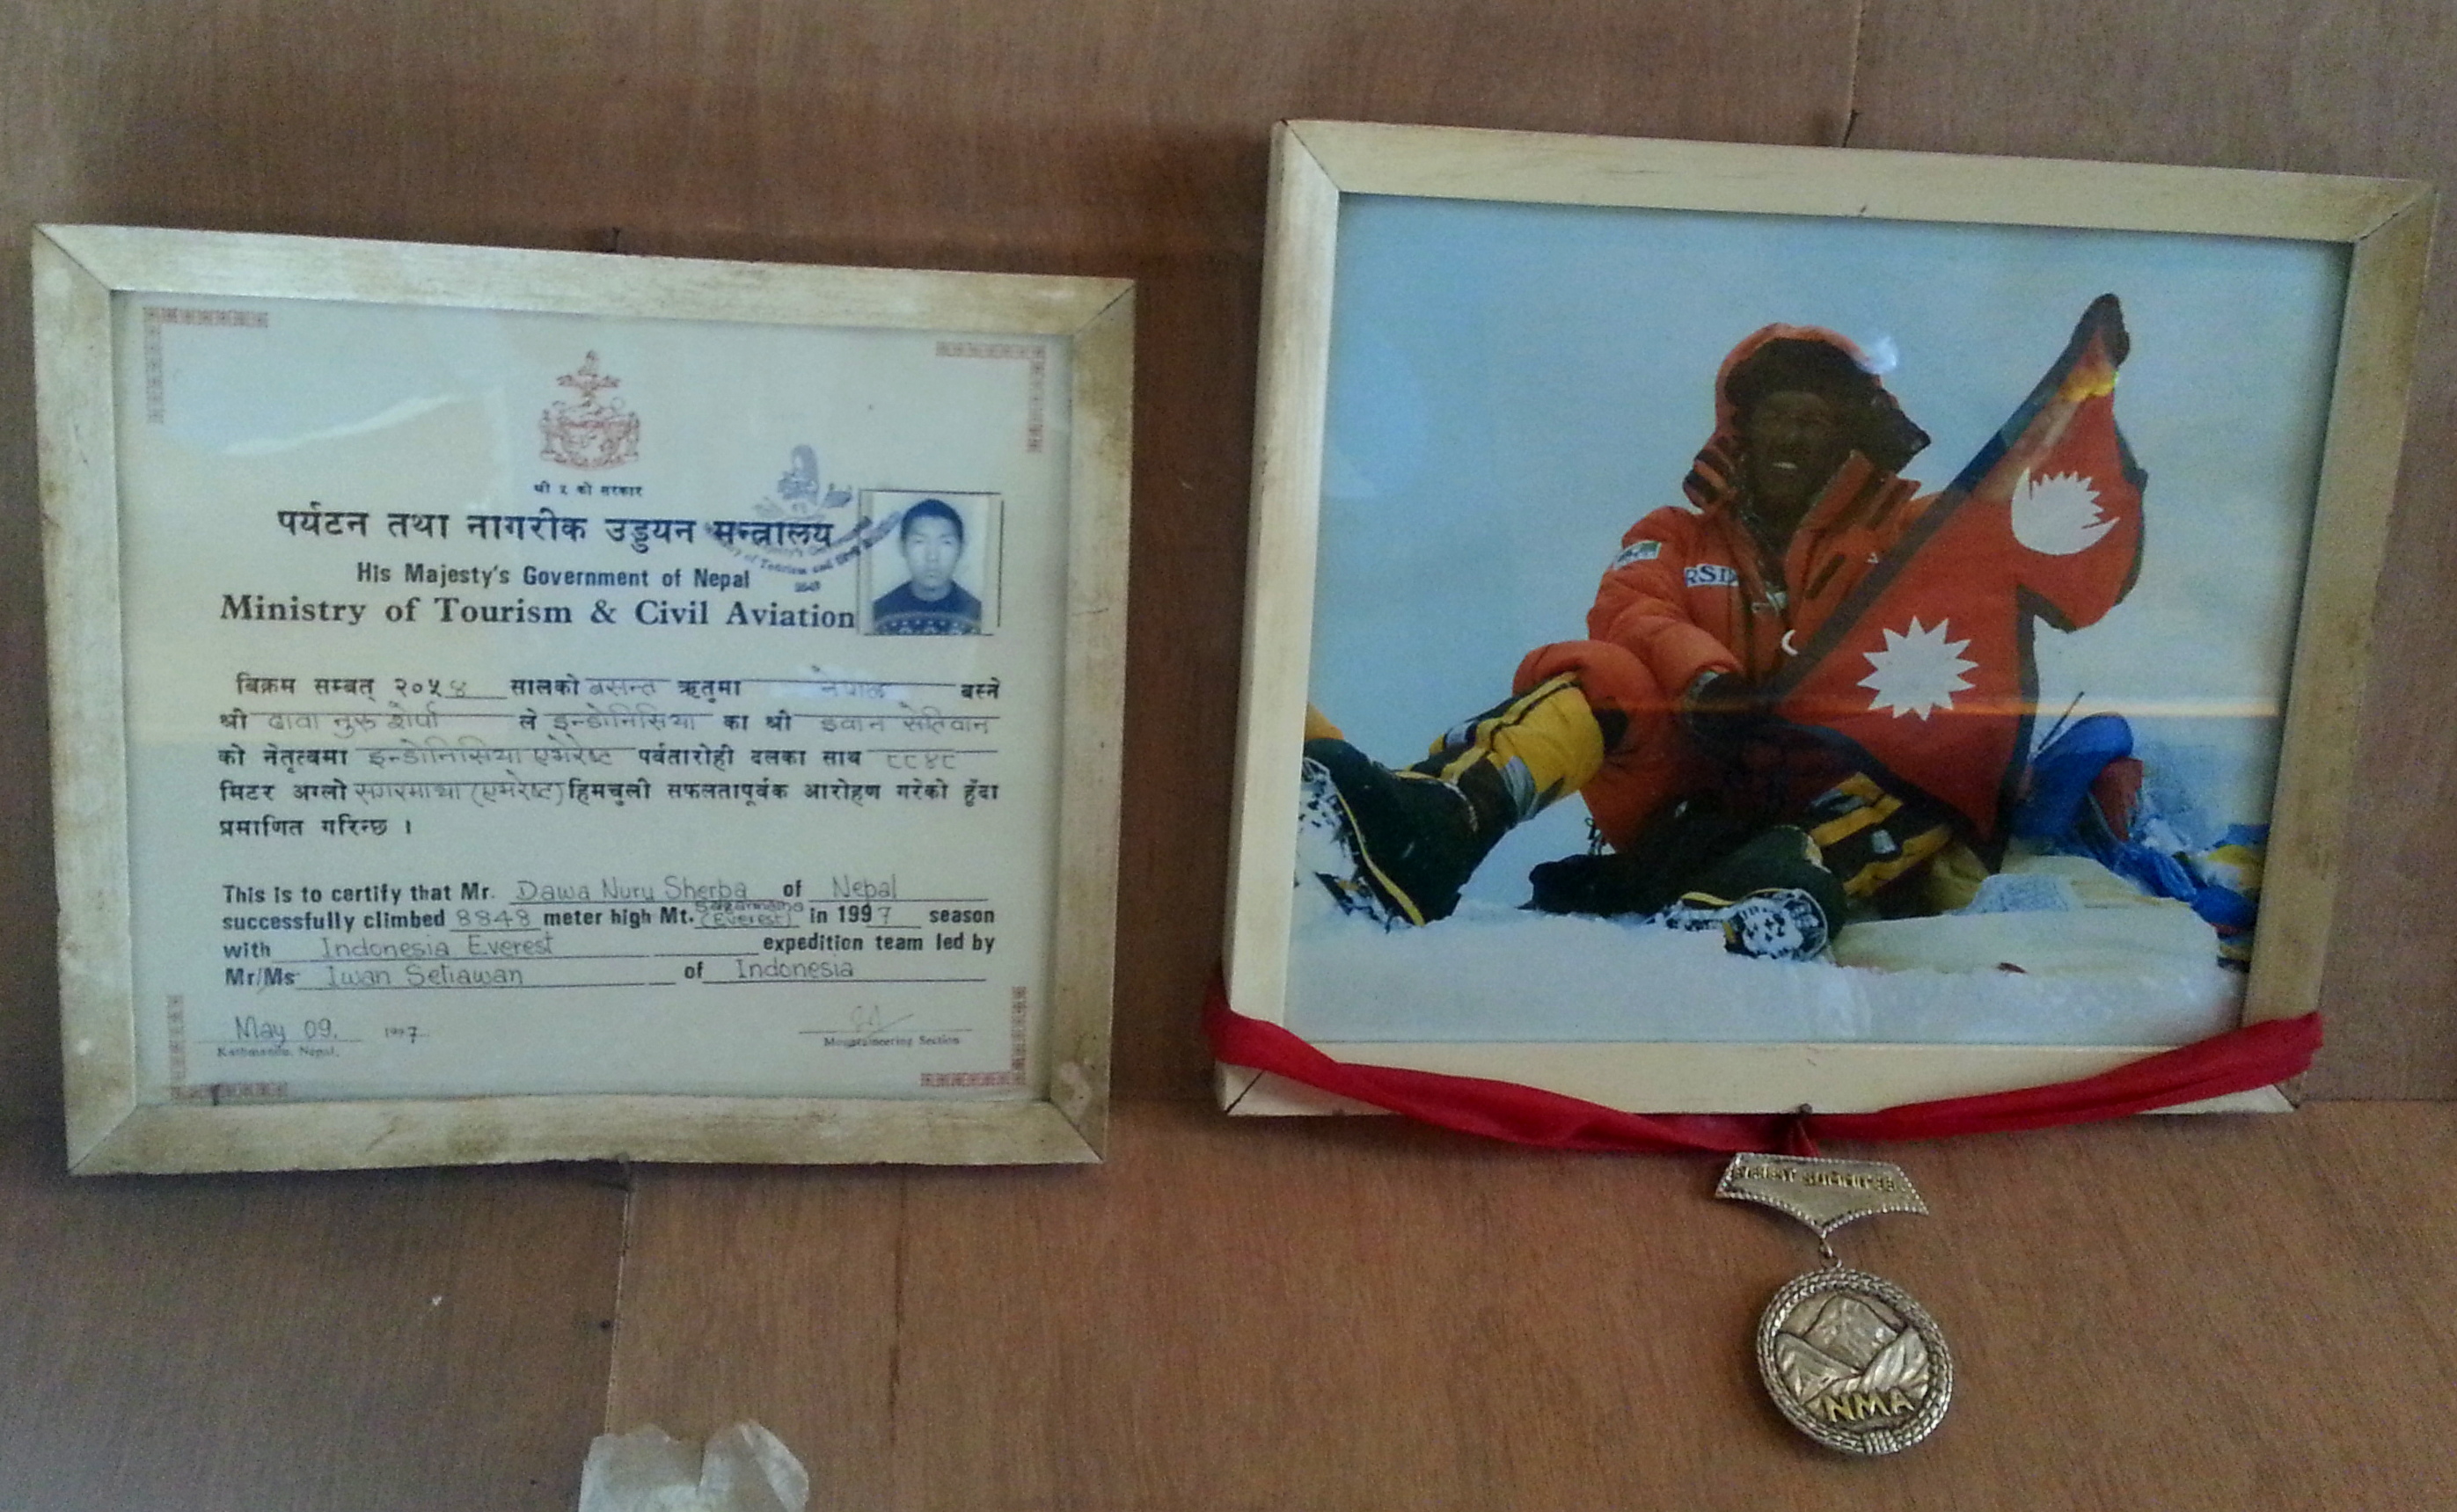 श्री ५ को सरकार
पर्यटन तथा नागरीक उड्डयन मन्त्रालय
His Majesty's Government of Nepal
Ministry of Tourism & Civil Aviation
बिक्रम सम्बत् २०५४ सालको बसन्त ऋतुमा नेपाल बस्ने
श्री दावा नुरु शेर्पा ले इन्डोनिसिया का श्री इवान सेतिवान
को नेतृत्वमा इन्डोनिसिया एभरेष्ट पर्वतारोही दलका साथ ८८४८
मिटर अग्लो सगरमाथा (एभरेष्ट) हिमचुली सफलतापूर्वक आरोहण गरेको हुँदा
प्रमाणित गरिन्छ ।
This is to certify that Mr. Dawa Nuru Sherba of Nepal
successfully climbed 8848 meter high Mt. Sagarmatha (Everest) in 1997 season
with Indonesia Everest expedition team led by
Mr/Ms Iwan Setiawan of Indonesia
May 09. 1997
Kathmandu, Nepal.
Mountaineering Section
RSI
EVEREST SUMMITEER
NMA